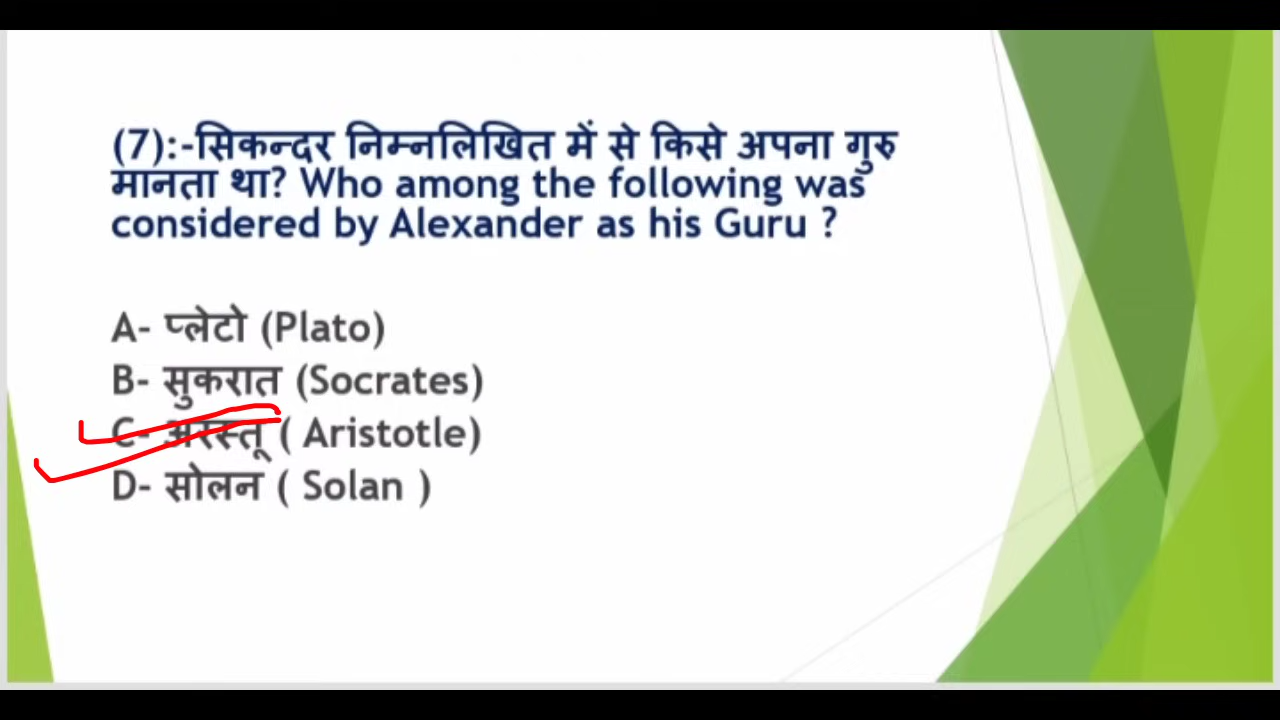 (7):-सिकन्दर निम्नलिखित में से किसे अपना गुरु
मानता था? Who among the following was
considered by Alexander as his Guru ?
A- प्लेटो (Plato)
B- सुकरात (Socrates)
C- अरस्तू ( Aristotle)
D- सोलन ( Solan )